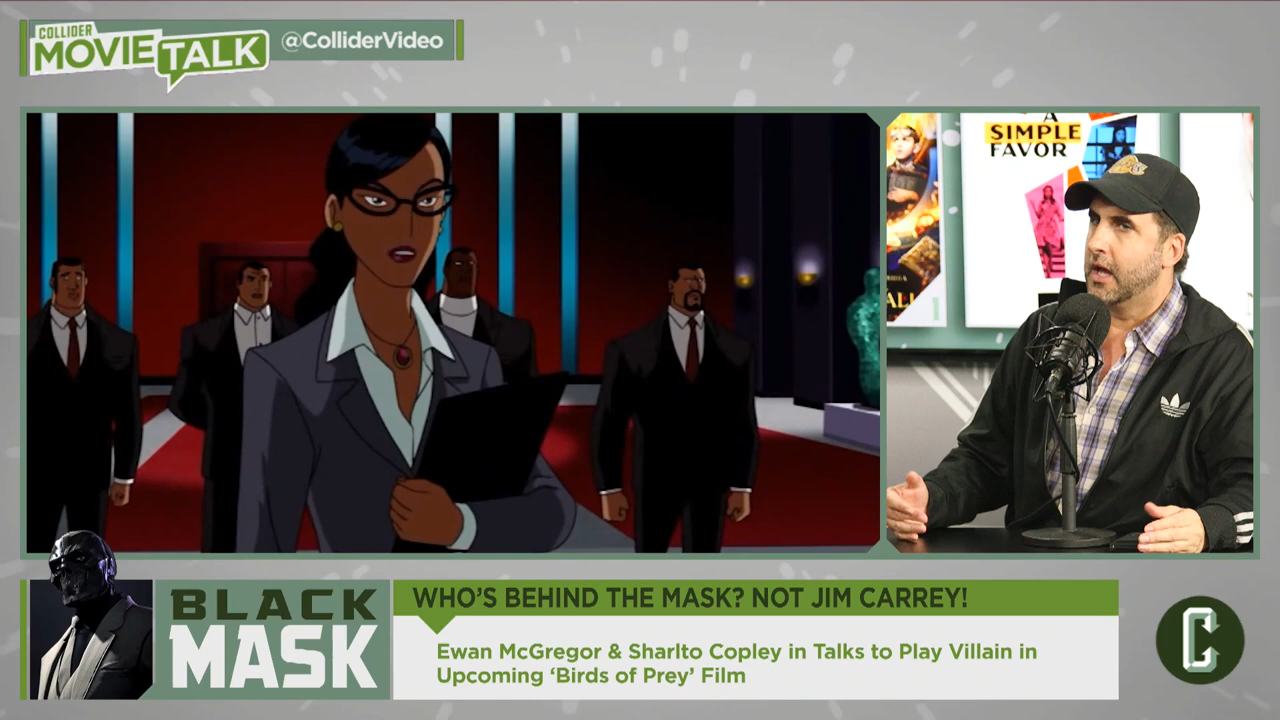 COLLIDER
MOVIE TALK
@ColliderVideo
A
SIMPLE
FAVOR
ALL
BLACK
MASK
WHO'S BEHIND THE MASK? NOT JIM CARREY!
Ewan McGregor & Sharlto Copley in Talks to Play Villain in
Upcoming 'Birds of Prey' Film